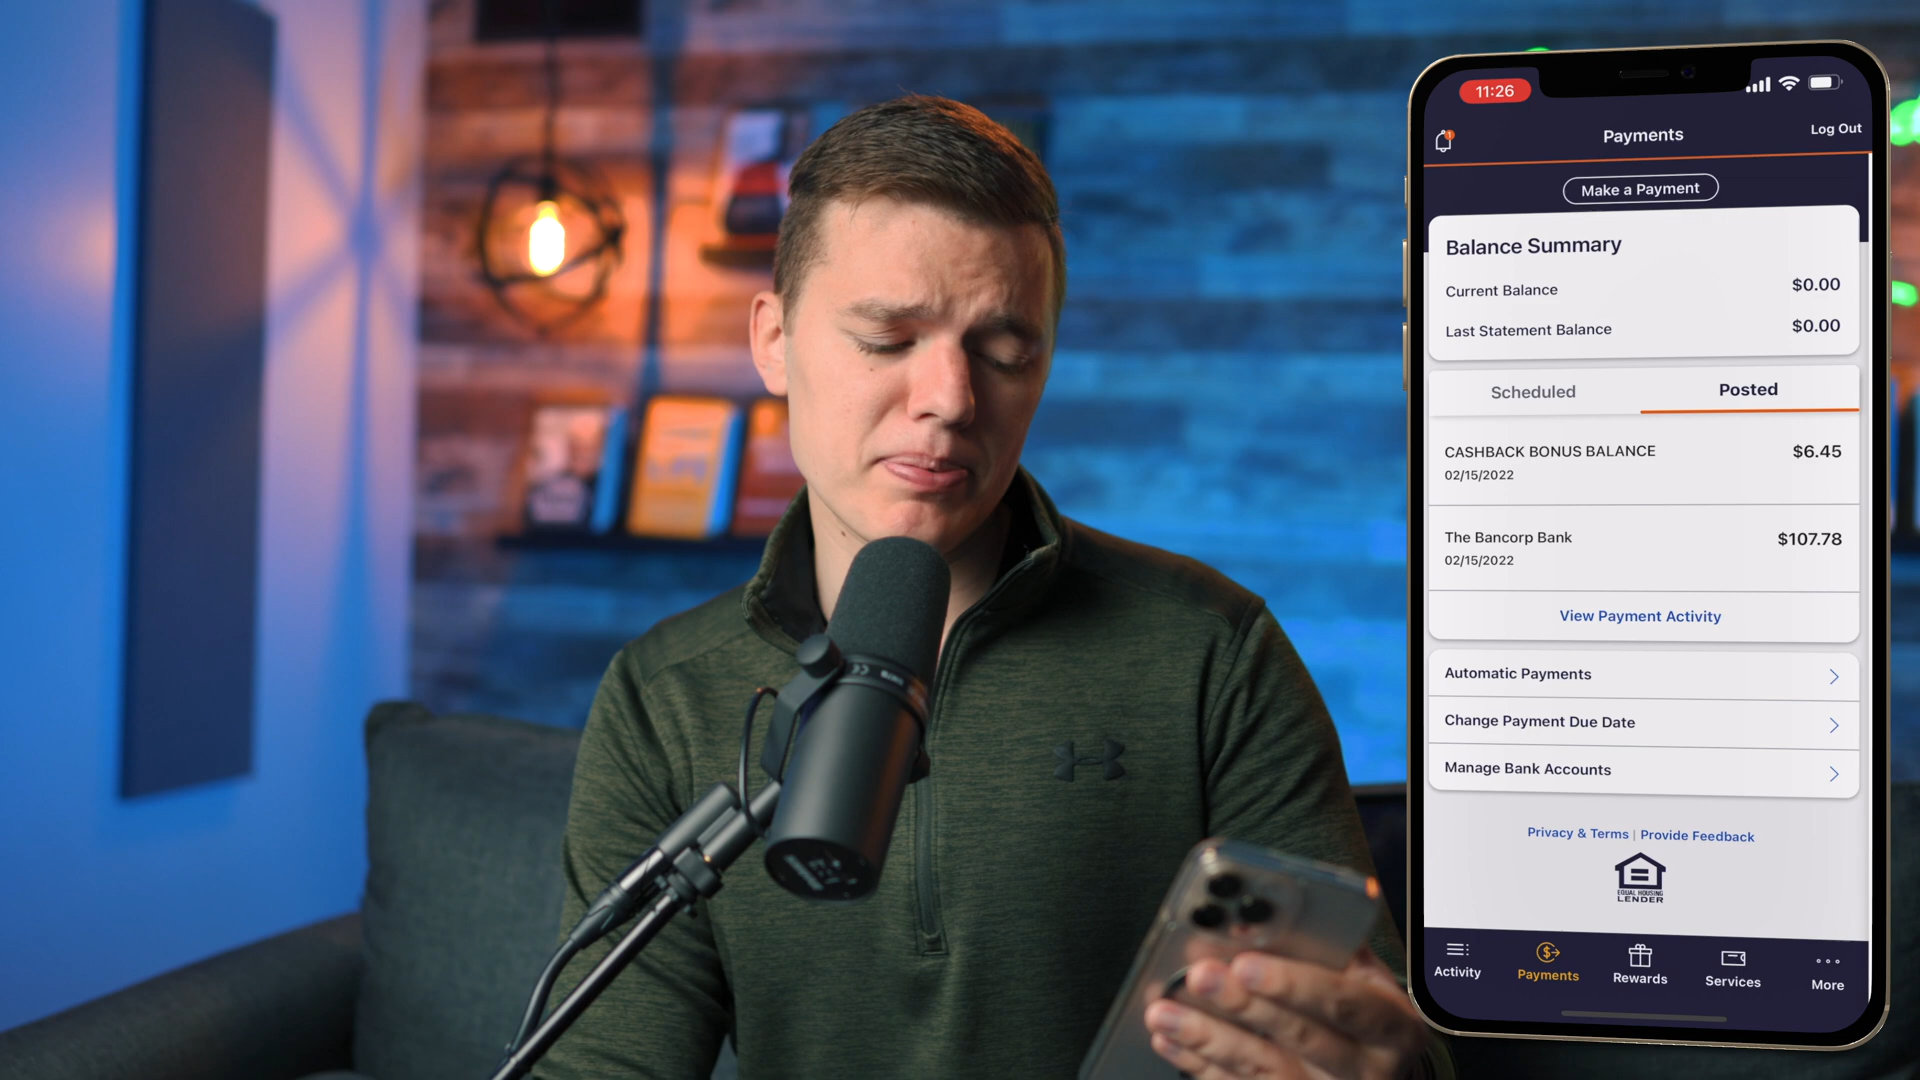 11:26
1
Payments
Log Out
Make a Payment
Balance Summary
Current Balance
$0.00
Last Statement Balance
$0.00
Scheduled
Posted
CASHBACK BONUS BALANCE
$6.45
02/15/2022
The Bancorp Bank
$107.78
02/15/2022
View Payment Activity
Automatic Payments
Change Payment Due Date
Manage Bank Accounts
Privacy & Terms | Provide Feedback
EQUAL HOUSING
LENDER
Activity
Payments
Rewards
Services
More